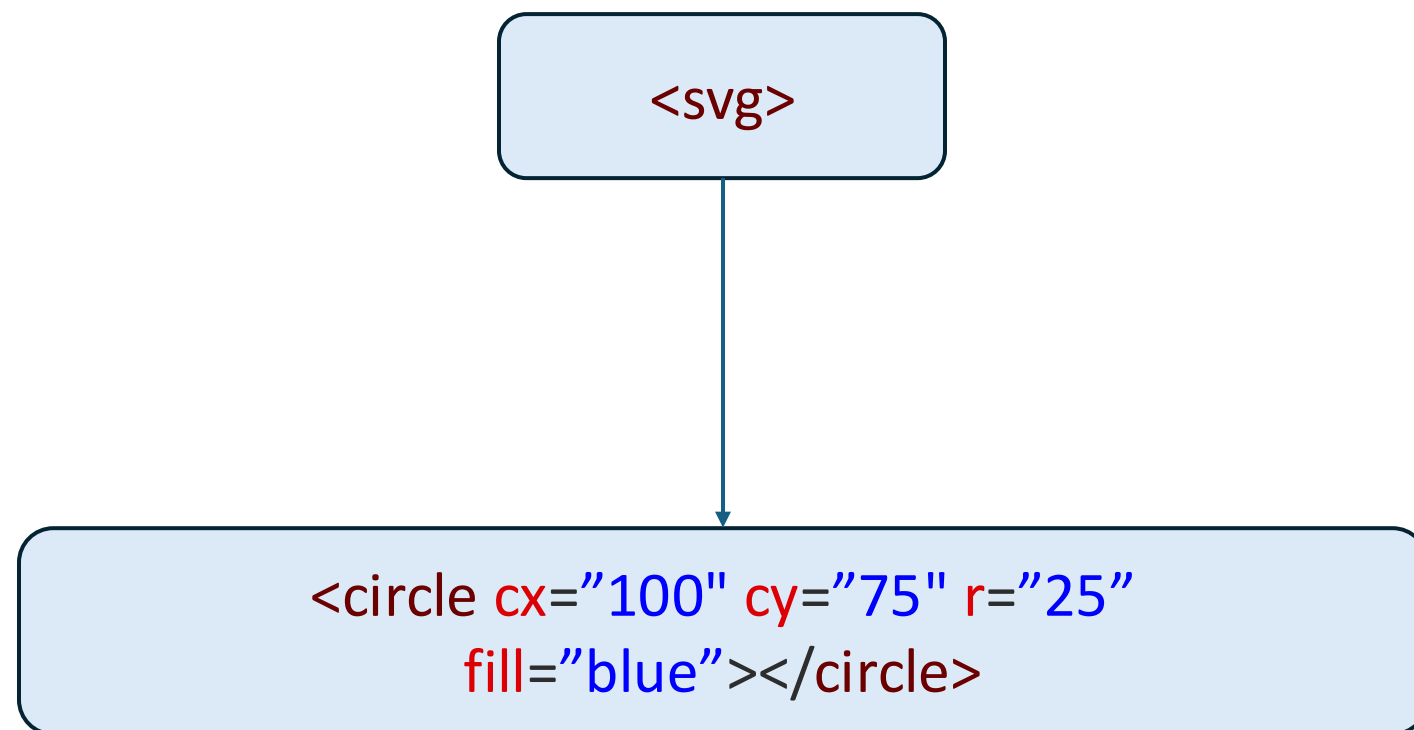 <svg>
<circle cx=”100" cy=”75" r=”25”
fill=”blue”></circle>